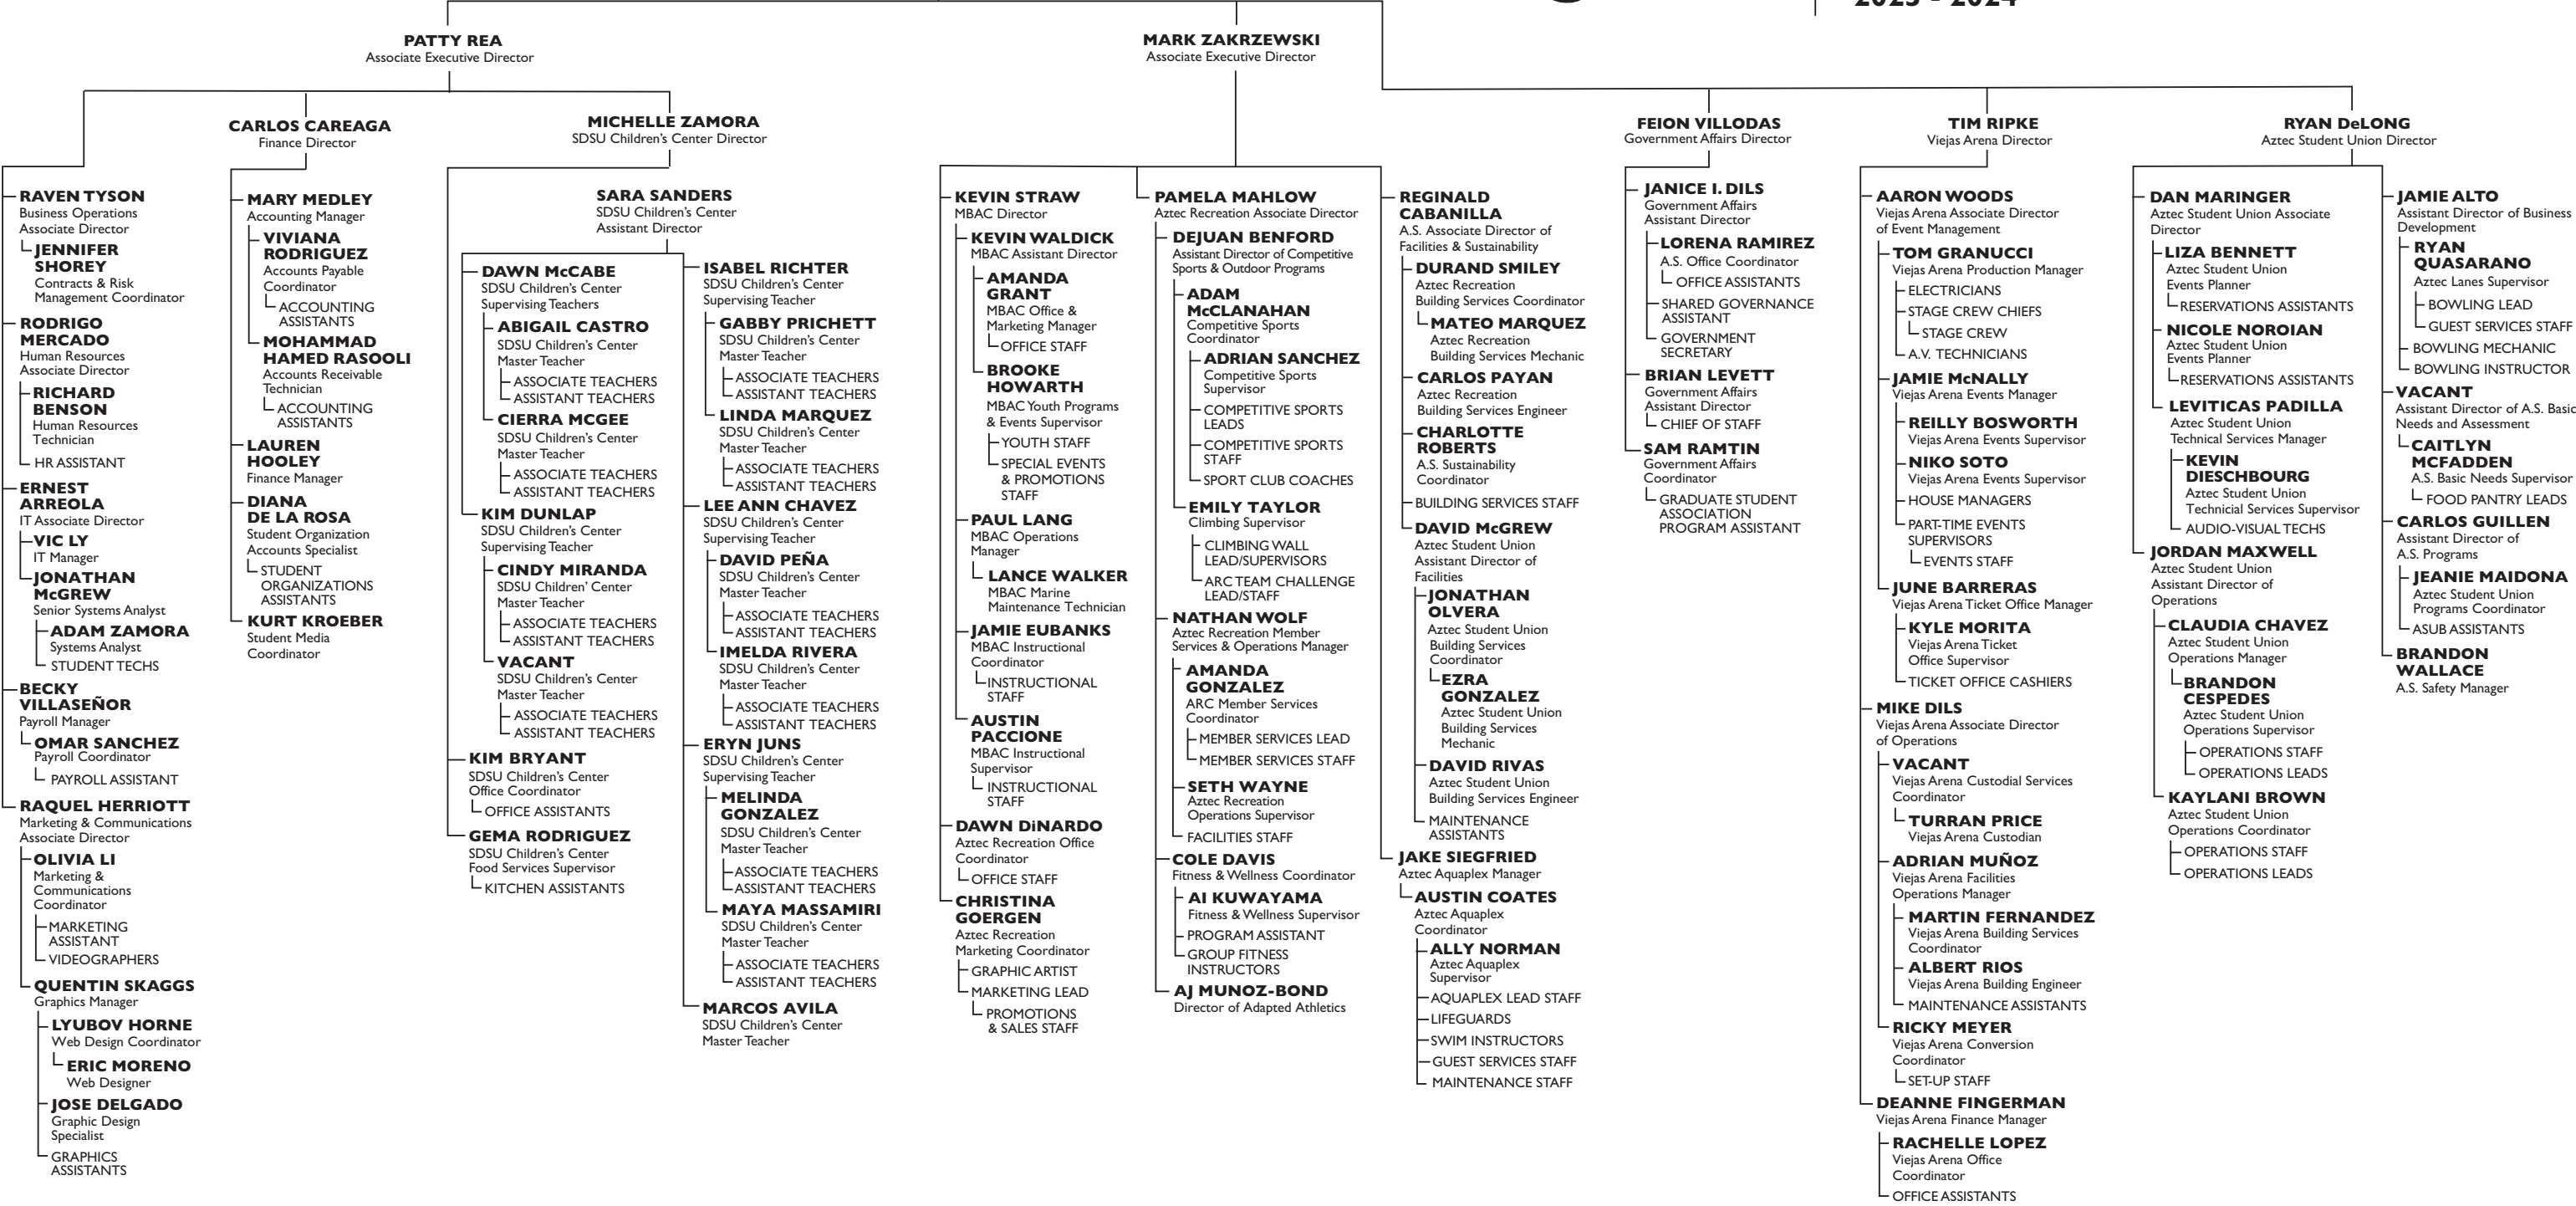 2023 - 2024
PATTY REA
Associate Executive Director
MARK ZAKRZEWSKI
Associate Executive Director
CARLOS CAREAGA
Finance Director
MICHELLE ZAMORA
SDSU Children's Center Director
FEION VILLODAS
Government Affairs Director
TIM RIPKE
Viejas Arena Director
RYAN DeLONG
Aztec Student Union Director
RAVEN TYSON
Business Operations
Associate Director
JENNIFER
SHOREY
Contracts & Risk
Management Coordinator
RODRIGO
MERCADO
Human Resources
Associate Director
RICHARD
BENSON
Human Resources
Technician
HR ASSISTANT
ERNEST
ARREOLA
IT Associate Director
VIC LY
IT Manager
JONATHAN
McGREW
Senior Systems Analyst
ADAM ZAMORA
Systems Analyst
STUDENT TECHS
BECKY
VILLASEÑOR
Payroll Manager
OMAR SANCHEZ
Payroll Coordinator
PAYROLL ASSISTANT
RAQUEL HERRIOTT
Marketing & Communications
Associate Director
OLIVIA LI
Marketing &
Communications
Coordinator
MARKETING
ASSISTANT
VIDEOGRAPHERS
QUENTIN SKAGGS
Graphics Manager
LYUBOV HORNE
Web Design Coordinator
ERIC MORENO
Web Designer
JOSE DELGADO
Graphic Design
Specialist
GRAPHICS
ASSISTANTS
MARY MEDLEY
Accounting Manager
VIVIANA
RODRIGUEZ
Accounts Payable
Coordinator
ACCOUNTING
ASSISTANTS
MOHAMMAD
HAMED RASOOLI
Accounts Receivable
Technician
ACCOUNTING
ASSISTANTS
LAUREN
HOOLEY
Finance Manager
DIANA
DE LA ROSA
Student Organization
Accounts Specialist
STUDENT
ORGANIZATIONS
ASSISTANTS
KURT KROEBER
Student Media
Coordinator
SARA SANDERS
SDSU Children's Center
Assistant Director
DAWN McCABE
SDSU Children's Center
Supervising Teachers
ABIGAIL CASTRO
SDSU Children's Center
Master Teacher
ASSOCIATE TEACHERS
ASSISTANT TEACHERS
CIERRA MCGEE
SDSU Children's Center
Master Teacher
ASSOCIATE TEACHERS
ASSISTANT TEACHERS
KIM DUNLAP
SDSU Children's Center
Supervising Teacher
CINDY MIRANDA
SDSU Children' Center
Master Teacher
ASSOCIATE TEACHERS
ASSISTANT TEACHERS
VACANT
SDSU Children's Center
Master Teacher
ASSOCIATE TEACHERS
ASSISTANT TEACHERS
KIM BRYANT
SDSU Children's Center
Office Coordinator
OFFICE ASSISTANTS
GEMA RODRIGUEZ
SDSU Children's Center
Food Services Supervisor
KITCHEN ASSISTANTS
ISABEL RICHTER
SDSU Children's Center
Supervising Teacher
GABBY PRICHETT
SDSU Children's Center
Master Teacher
ASSOCIATE TEACHERS
ASSISTANT TEACHERS
LINDA MARQUEZ
SDSU Children's Center
Master Teacher
ASSOCIATE TEACHERS
ASSISTANT TEACHERS
LEE ANN CHAVEZ
SDSU Children's Center
Supervising Teacher
DAVID PEÑA
SDSU Children's Center
Master Teacher
ASSOCIATE TEACHERS
ASSISTANT TEACHERS
IMELDA RIVERA
SDSU Children's Center
Master Teacher
ASSOCIATE TEACHERS
ASSISTANT TEACHERS
ERYN JUNS
SDSU Children's Center
Supervising Teacher
MELINDA
GONZALEZ
SDSU Children's Center
Master Teacher
ASSOCIATE TEACHERS
ASSISTANT TEACHERS
MAYA MASSAMIRI
SDSU Children's Center
Master Teacher
ASSOCIATE TEACHERS
ASSISTANT TEACHERS
MARCOS AVILA
SDSU Children's Center
Master Teacher
KEVIN STRAW
MBAC Director
KEVIN WALDICK
MBAC Assistant Director
AMANDA
GRANT
MBAC Office &
Marketing Manager
OFFICE STAFF
BROOKE
HOWARTH
MBAC Youth Programs
& Events Supervisor
YOUTH STAFF
SPECIAL EVENTS
& PROMOTIONS
STAFF
PAUL LANG
MBAC Operations
Manager
LANCE WALKER
MBAC Marine
Maintenance Technician
JAMIE EUBANKS
MBAC Instructional
Coordinator
INSTRUCTIONAL
STAFF
AUSTIN
PACCIONE
MBAC Instructional
Supervisor
INSTRUCTIONAL
STAFF
DAWN DiNARDO
Aztec Recreation Office
Coordinator
OFFICE STAFF
CHRISTINA
GOERGEN
Aztec Recreation
Marketing Coordinator
GRAPHIC ARTIST
MARKETING LEAD
PROMOTIONS
& SALES STAFF
PAMELA MAHLOW
Aztec Recreation Associate Director
DEJUAN BENFORD
Assistant Director of Competitive
Sports & Outdoor Programs
ADAM
McCLANAHAN
Competitive Sports
Coordinator
ADRIAN SANCHEZ
Competitive Sports
Supervisor
COMPETITIVE SPORTS
LEADS
COMPETITIVE SPORTS
STAFF
SPORT CLUB COACHES
EMILY TAYLOR
Climbing Supervisor
CLIMBING WALL
LEAD/SUPERVISORS
ARC TEAM CHALLENGE
LEAD/STAFF
NATHAN WOLF
Aztec Recreation Member
Services & Operations Manager
AMANDA
GONZALEZ
ARC Member Services
Coordinator
MEMBER SERVICES LEAD
MEMBER SERVICES STAFF
SETH WAYNE
Aztec Recreation
Operations Supervisor
FACILITIES STAFF
COLE DAVIS
Fitness & Wellness Coordinator
AI KUWAYAMA
Fitness & Wellness Supervisor
PROGRAM ASSISTANT
GROUP FITNESS
INSTRUCTORS
AJ MUNOZ-BOND
Director of Adapted Athletics
REGINALD
CABANILLA
A.S. Associate Director of
Facilities & Sustainability
DURAND SMILEY
Aztec Recreation
Building Services Coordinator
MATEO MARQUEZ
Aztec Recreation
Building Services Mechanic
CARLOS PAYAN
Aztec Recreation
Building Services Engineer
CHARLOTTE
ROBERTS
A.S. Sustainability
Coordinator
BUILDING SERVICES STAFF
DAVID McGREW
Aztec Student Union
Assistant Director of
Facilities
JONATHAN
OLVERA
Aztec Student Union
Building Services
Coordinator
EZRA
GONZALEZ
Aztec Student Union
Building Services
Mechanic
DAVID RIVAS
Aztec Student Union
Building Services Engineer
MAINTENANCE
ASSISTANTS
JAKE SIEGFRIED
Aztec Aquaplex Manager
AUSTIN COATES
Aztec Aquaplex
Coordinator
ALLY NORMAN
Aztec Aquaplex
Supervisor
AQUAPLEX LEAD STAFF
LIFEGUARDS
SWIM INSTRUCTORS
GUEST SERVICES STAFF
MAINTENANCE STAFF
JANICE I. DILS
Government Affairs
Assistant Director
LORENA RAMIREZ
A.S. Office Coordinator
OFFICE ASSISTANTS
SHARED GOVERNANCE
ASSISTANT
GOVERNMENT
SECRETARY
BRIAN LEVETT
Government Affairs
Assistant Director
CHIEF OF STAFF
SAM RAMTIN
Government Affairs
Coordinator
GRADUATE STUDENT
ASSOCIATION
PROGRAM ASSISTANT
AARON WOODS
Viejas Arena Associate Director
of Event Management
TOM GRANUCCI
Viejas Arena Production Manager
ELECTRICIANS
STAGE CREW CHIEFS
STAGE CREW
A.V. TECHNICIANS
JAMIE McNALLY
Viejas Arena Events Manager
REILLY BOSWORTH
Viejas Arena Events Supervisor
NIKO SOTO
Viejas Arena Events Supervisor
HOUSE MANAGERS
PART-TIME EVENTS
SUPERVISORS
EVENTS STAFF
JUNE BARRERAS
Viejas Arena Ticket Office Manager
KYLE MORITA
Viejas Arena Ticket
Office Supervisor
TICKET OFFICE CASHIERS
MIKE DILS
Viejas Arena Associate Director
of Operations
VACANT
Viejas Arena Custodial Services
Coordinator
TURRAN PRICE
Viejas Arena Custodian
ADRIAN MUÑOZ
Viejas Arena Facilities
Operations Manager
MARTIN FERNANDEZ
Viejas Arena Building Services
Coordinator
ALBERT RIOS
Viejas Arena Building Engineer
MAINTENANCE ASSISTANTS
RICKY MEYER
Viejas Arena Conversion
Coordinator
SET-UP STAFF
DEANNE FINGERMAN
Viejas Arena Finance Manager
RACHELLE LOPEZ
Viejas Arena Office
Coordinator
OFFICE ASSISTANTS
DAN MARINGER
Aztec Student Union Associate
Director
LIZA BENNETT
Aztec Student Union
Events Planner
RESERVATIONS ASSISTANTS
NICOLE NOROIAN
Aztec Student Union
Events Planner
RESERVATIONS ASSISTANTS
LEVITICAS PADILLA
Aztec Student Union
Technical Services Manager
KEVIN
DIESCHBOURG
Aztec Student Union
Technicial Services Supervisor
AUDIO-VISUAL TECHS
JORDAN MAXWELL
Aztec Student Union
Assistant Director of
Operations
CLAUDIA CHAVEZ
Aztec Student Union
Operations Manager
BRANDON
CESPEDES
Aztec Student Union
Operations Supervisor
OPERATIONS STAFF
OPERATIONS LEADS
KAYLANI BROWN
Aztec Student Union
Operations Coordinator
OPERATIONS STAFF
OPERATIONS LEADS
JAMIE ALTO
Assistant Director of Business
Development
RYAN
QUASARANO
Aztec Lanes Supervisor
BOWLING LEAD
GUEST SERVICES STAFF
BOWLING MECHANIC
BOWLING INSTRUCTOR
VACANT
Assistant Director of A.S. Basic
Needs and Assessment
CAITLYN
MCFADDEN
A.S. Basic Needs Supervisor
FOOD PANTRY LEADS
CARLOS GUILLEN
Assistant Director of
A.S. Programs
JEANIE MAIDONA
Aztec Student Union
Programs Coordinator
ASUB ASSISTANTS
BRANDON
WALLACE
A.S. Safety Manager